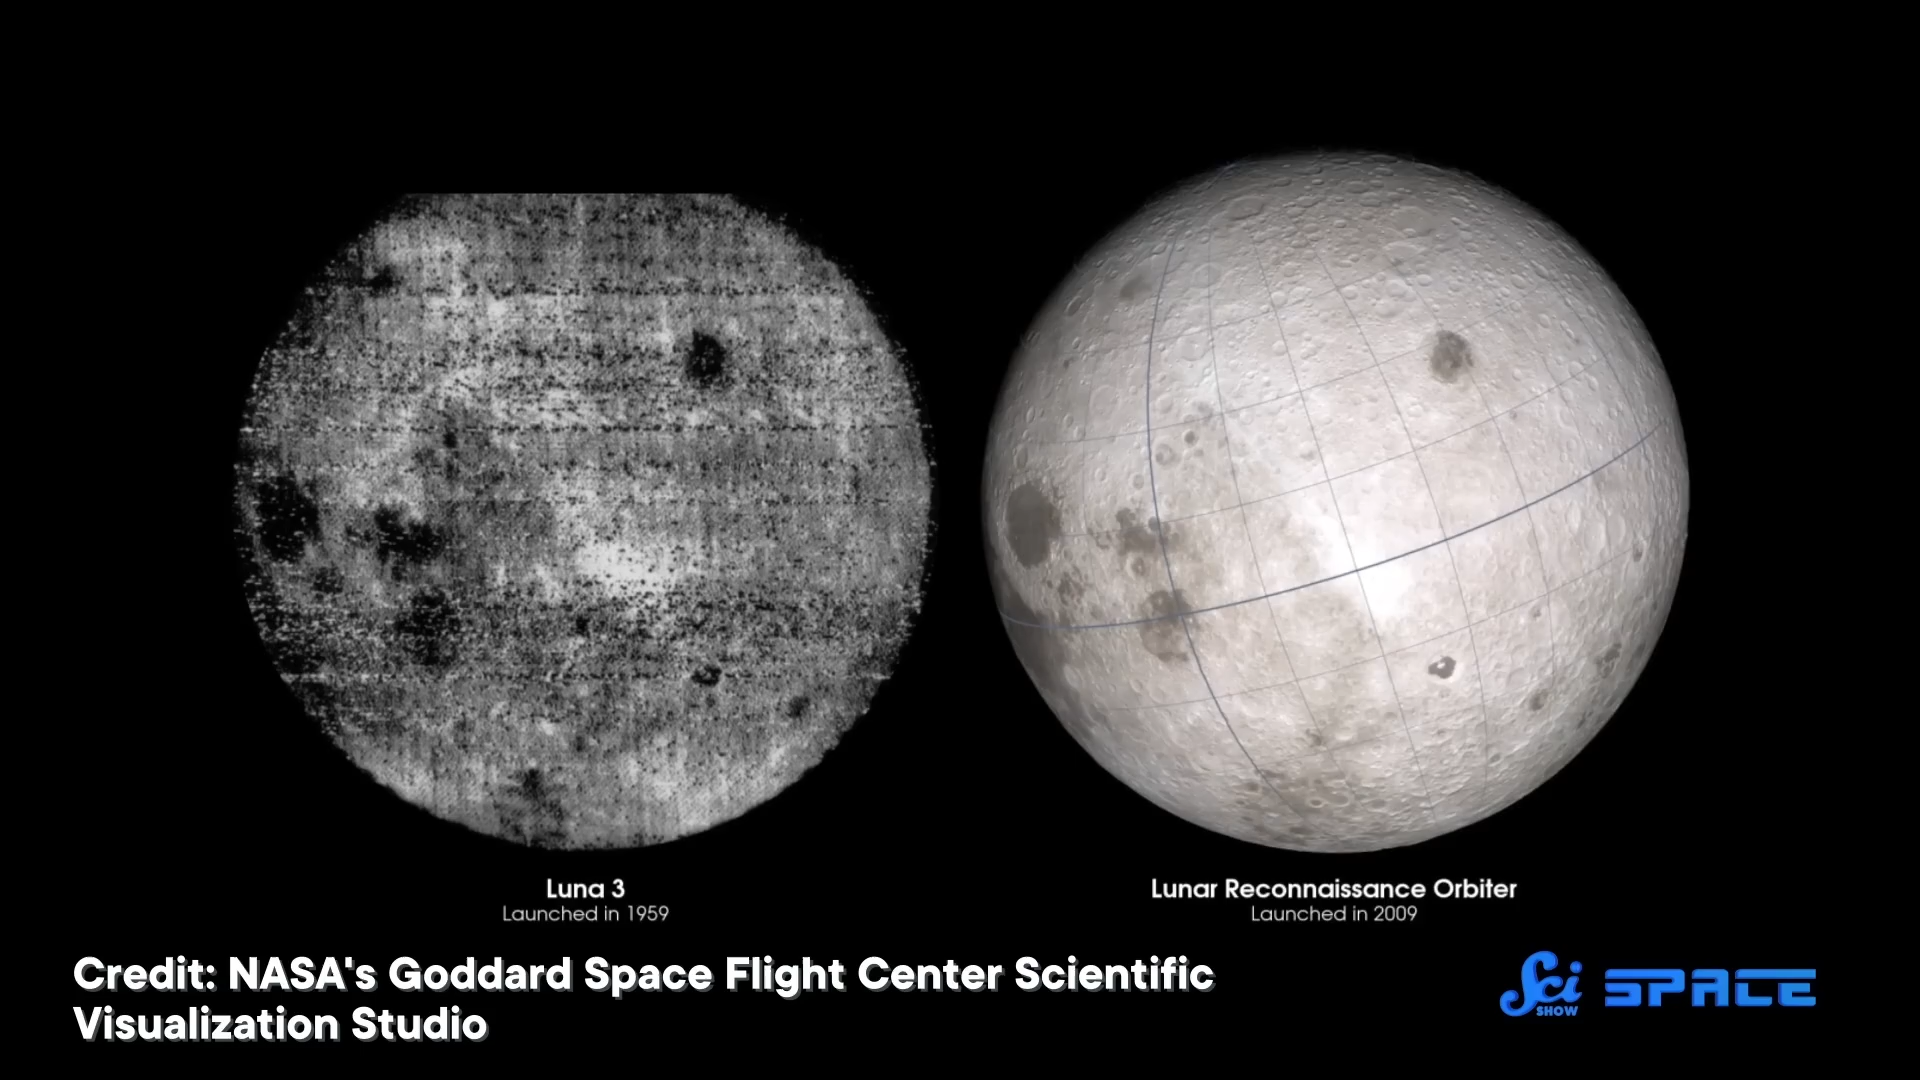 Luna 3
Launched in 1959
Lunar Reconnaissance Orbiter
Launched in 2009
Credit: NASA's Goddard Space Flight Center Scientific
Visualization Studio
Sci SHOW SPACE